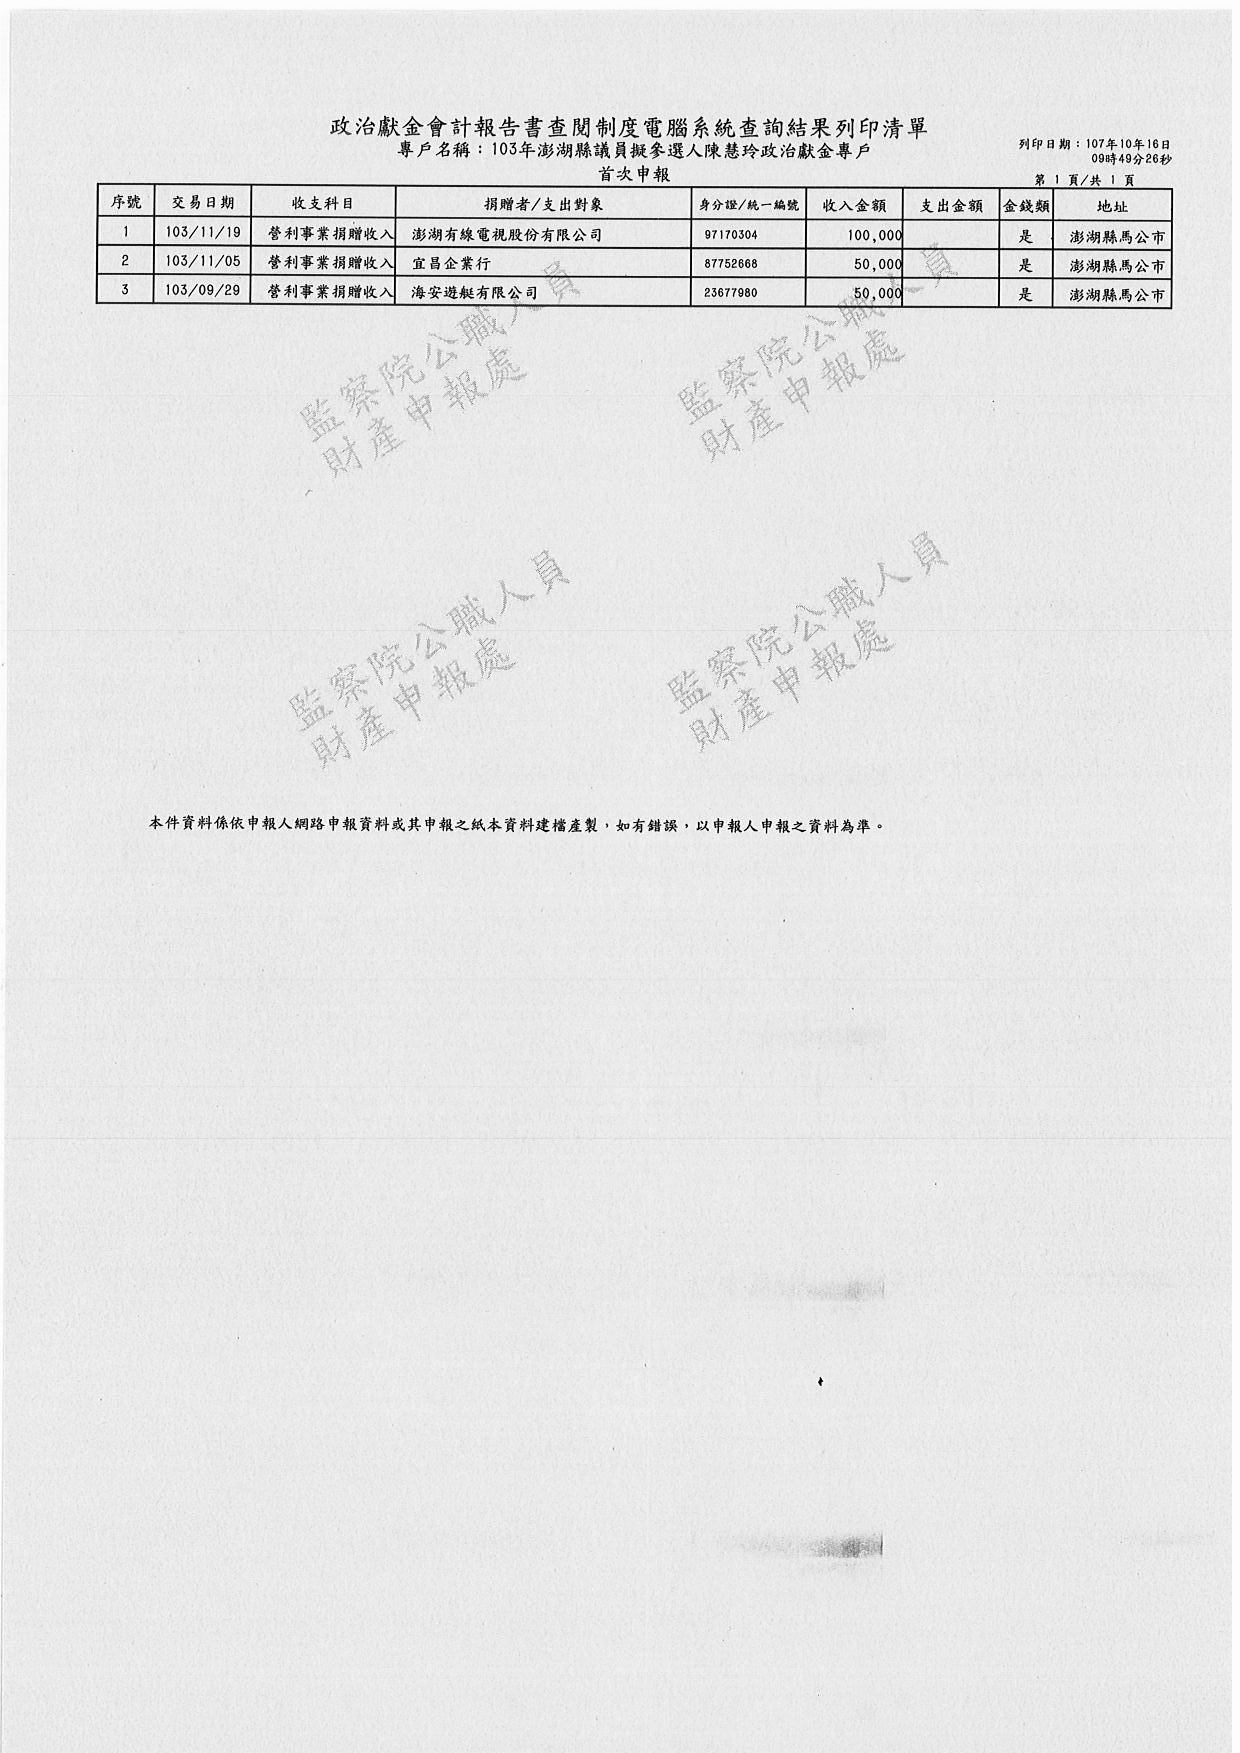 政治獻金會計報告書查閱制度電腦系統查詢結果列印清單
專戶名稱：103年澎湖縣議員擬參選人陳慧玲政治獻金專戶
首次申報
列印日期：107年10月16日
09時49分26秒
第 1 頁/共 1 頁
序號 交易日期 收支科目 捐贈者/支出對象 身分證/統一編號 收入金額 支出金額 金錢類 地址
1 103/11/19 營利事業捐贈收入 澎湖有線電視股份有限公司 97170304 100,000 是 澎湖縣馬公市
2 103/11/05 營利事業捐贈收入 宜昌企業行 87752668 50,000 是 澎湖縣馬公市
3 103/09/29 營利事業捐贈收入 海安遊艇有限公司 23677980 50,000 是 澎湖縣馬公市
監察院公職人員
財產申報處
監察院公職人員
財產申報處
監察院公職人員
財產申報處
監察院公職人員
財產申報處
本件資料係依申報人網路申報資料或其申報之紙本資料建檔產製，如有錯誤，以申報人申報之資料為準。